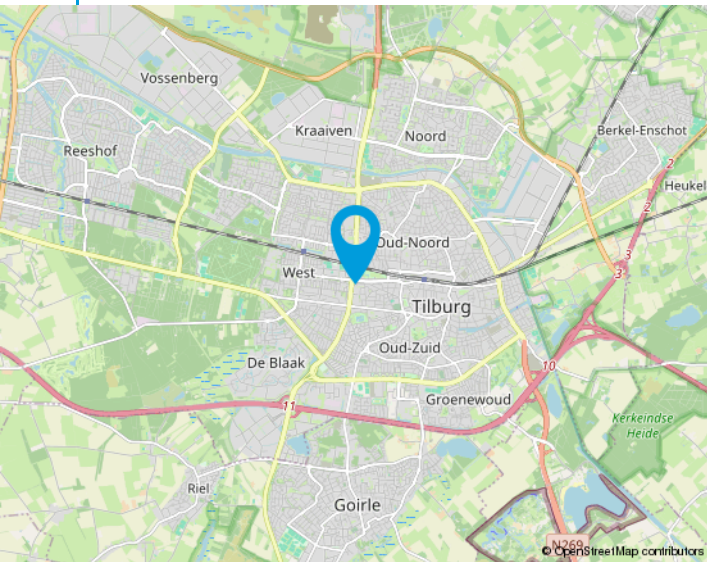 Vossenberg
Kraaiven
Noord
Berkel-Enschot
Reeshof
2
Heukel
2
Oud-Noord
3
West
3
Tilburg
Oud-Zuid
De Blaak
10
Groenewoud
11
Kerkeindse
Heide
Riel
Goirle
N269
© OpenStreetMap contributors